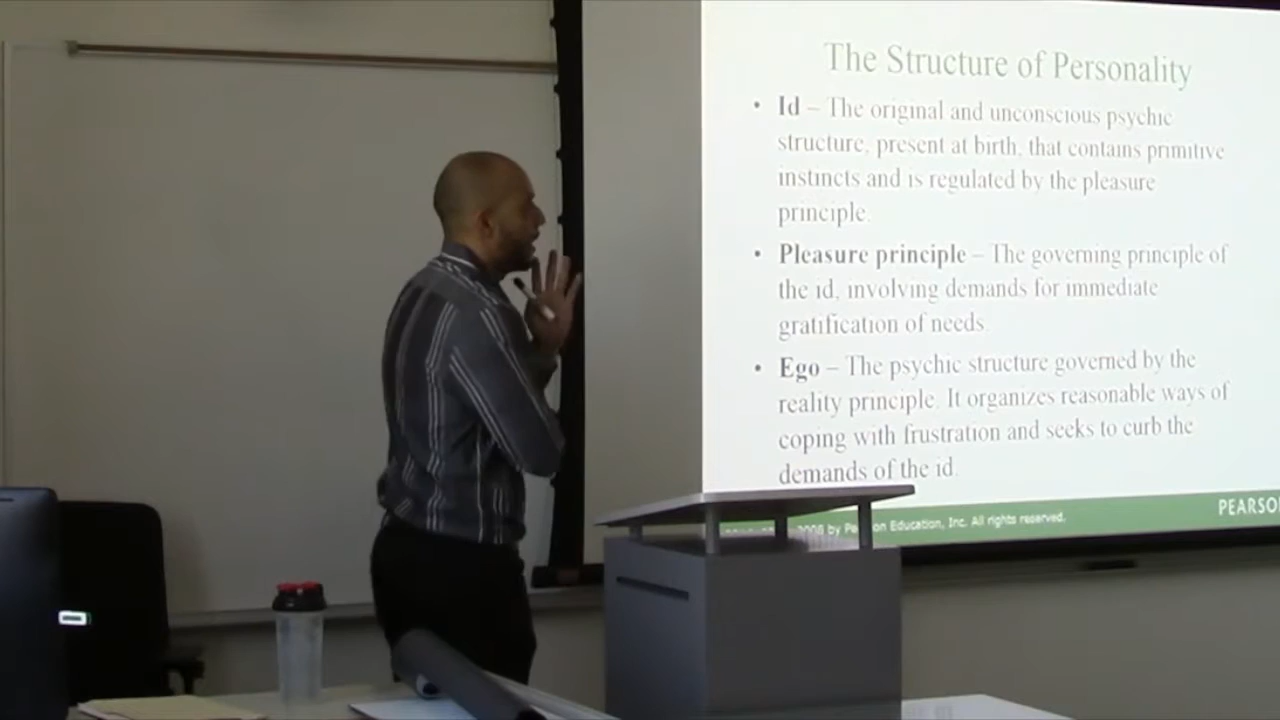 The Structure of Personality
• Id – The original and unconscious psychic
structure, present at birth, that contains primitive
instincts and is regulated by the pleasure
principle.
• Pleasure principle – The governing principle of
the id, involving demands for immediate
gratification of needs
• Ego – The psychic structure governed by the
reality principle. It organizes reasonable ways of
coping with frustration and seeks to curb the
demands of the id.
by Pearson Education, Inc. All rights reserved.
PEARSO